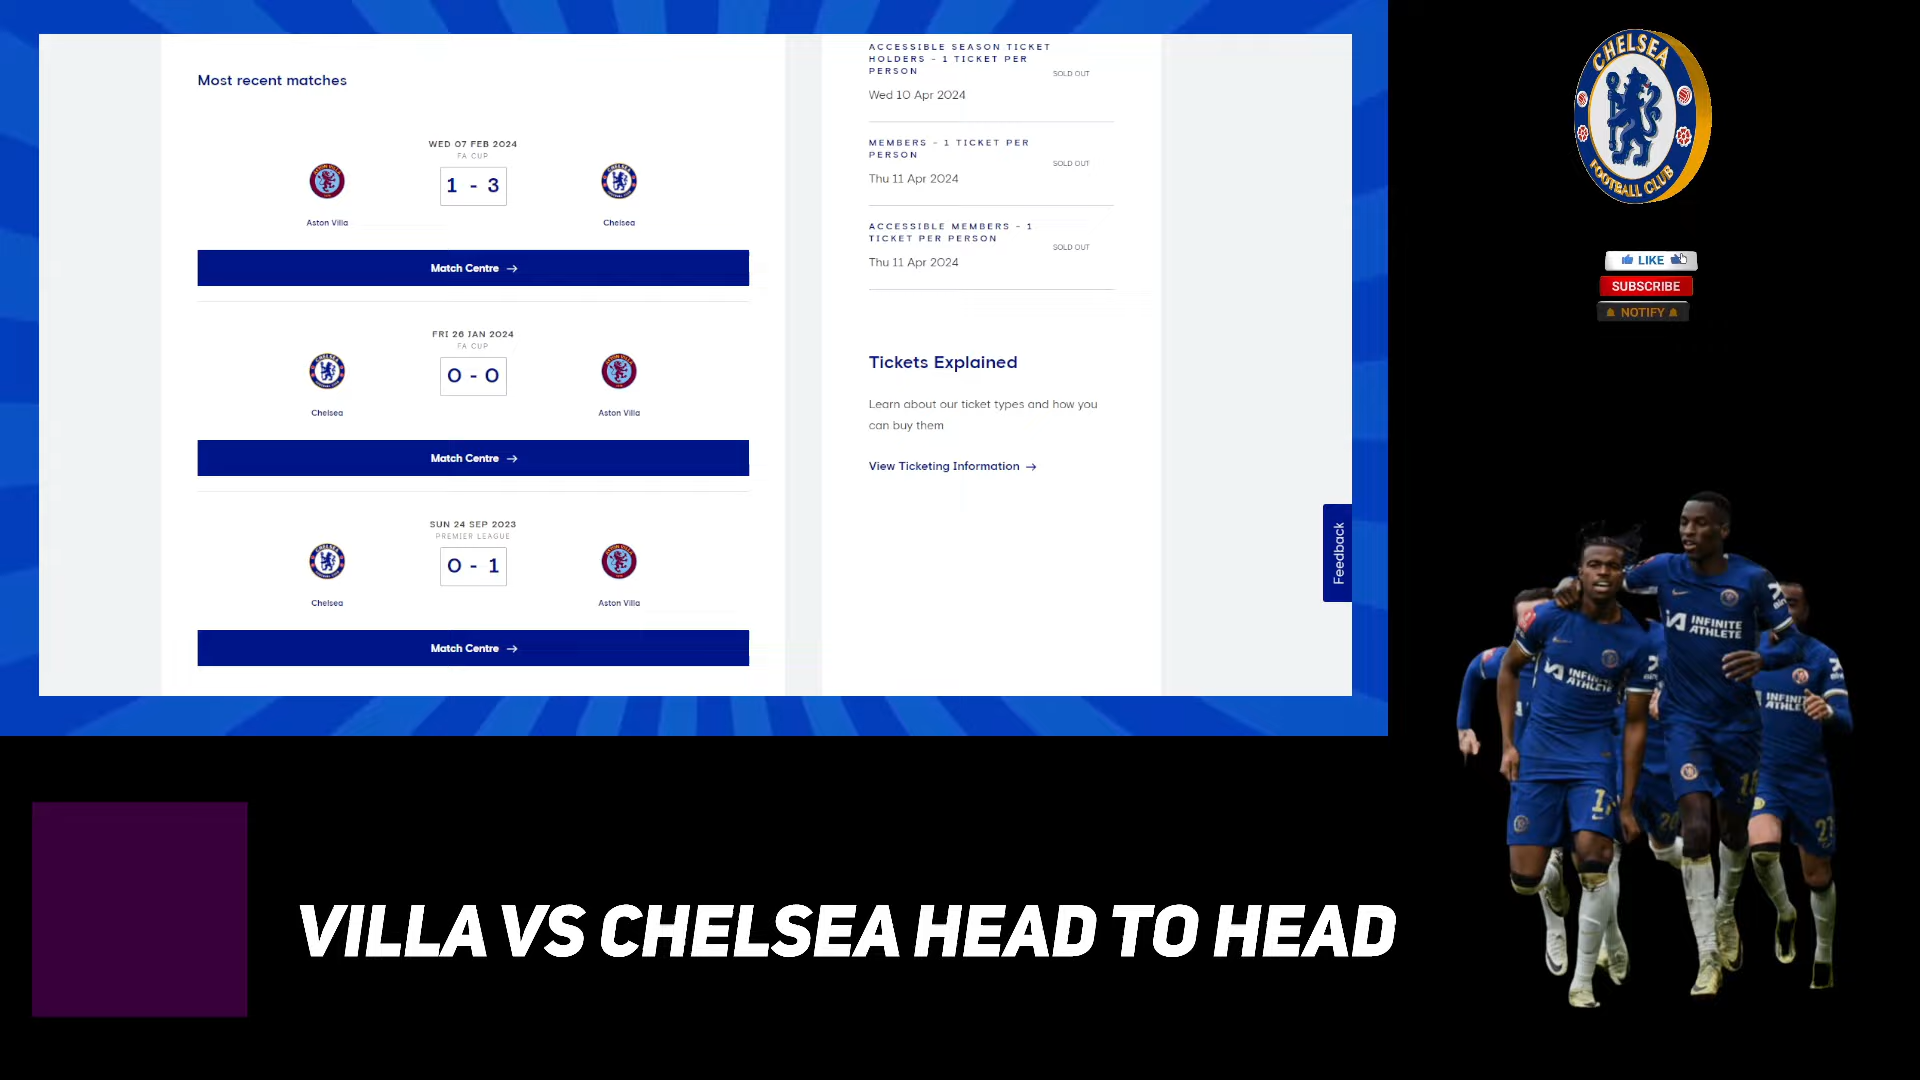 Most recent matches
WED 07 FEB 2024
FA CUP
1 - 3
Aston Villa
Chelsea
Match Centre →
FRI 26 JAN 2024
FA CUP
0 - 0
Chelsea
Aston Villa
Match Centre →
SUN 24 SEP 2023
PREMIER LEAGUE
0 - 1
Chelsea
Aston Villa
Match Centre →
ACCESSIBLE SEASON TICKET
HOLDERS - 1 TICKET PER
PERSON
SOLD OUT
Wed 10 Apr 2024
MEMBERS - 1 TICKET PER
PERSON
SOLD OUT
Thu 11 Apr 2024
ACCESSIBLE MEMBERS - 1
TICKET PER PERSON
SOLD OUT
Thu 11 Apr 2024
Tickets Explained
Learn about our ticket types and how you
can buy them
View Ticketing Information →
Feedback
CHELSEA
FOOTBALL CLUB
LIKE
SUBSCRIBE
NOTIFY
INFINITE
ATHLETE
VILLA VS CHELSEA HEAD TO HEAD